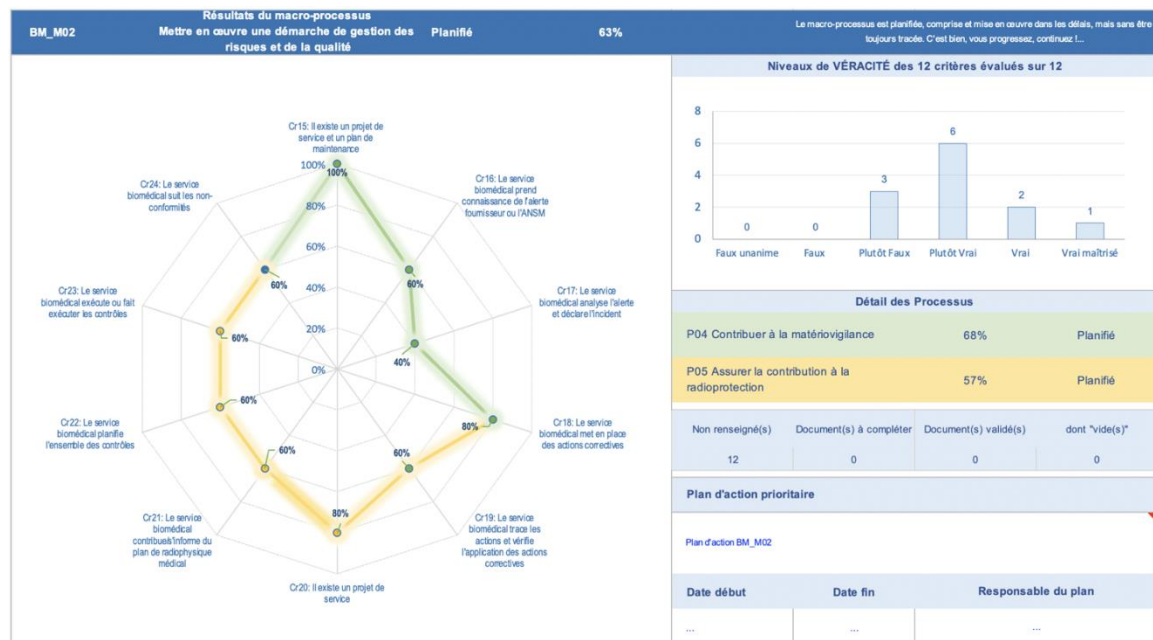 BM_M02
Résultats du macro-processus
Mettre en œuvre une démarche de gestion des
risques et de la qualité
Planifié
63%
Le macro-processus est planifiée, comprise et mise en œuvre dans les délais, mais sans être
toujours tracée. C'est bien, vous progressez, continuez !...
Cr15: Il existe un projet de
service et un plan de
maintenance
100%
100%
Cr24: Le service
biomédical suit les non-
conformités
Cr16: Le service
biomédical prend
connaissance de l'alerte
fournisseur ou l'ANSM
80%
60%
60%
60%
Cr23: Le service
biomédical exécute ou fait
exécuter les contrôles
Cr17: Le service
biomédical analyse l'alerte
et déclare l'incident
40%
60%
20%
40%
0%
60%
80%
Cr22: Le service
biomédical planifie
l'ensemble des contrôles
Cr18: Le service
biomédical met en place
des actions correctives
60%
60%
80%
Cr21: Le service
biomédical
contribue/s'informe du
plan de radiophysique
médical
Cr19: Le service
biomédical trace les
actions et vérifie
l'application des actions
correctives
Cr20: Il existe un projet de
service
Niveaux de VÉRACITÉ des 12 critères évalués sur 12
8
6
4
2
0
0
0
3
6
2
1
Faux unanime
Faux
Plutôt Faux
Plutôt Vrai
Vrai
Vrai maîtrisé
Détail des Processus
P04 Contribuer à la matériovigilance
68%
Planifié
P05 Assurer la contribution à la
radioprotection
57%
Planifié
Non renseigné(s)
Document(s) à compléter
Document(s) validé(s)
dont "vide(s)"
12
0
0
0
Plan d'action prioritaire
Plan d'action BM_M02
Date début
Date fin
Responsable du plan
...
...
...